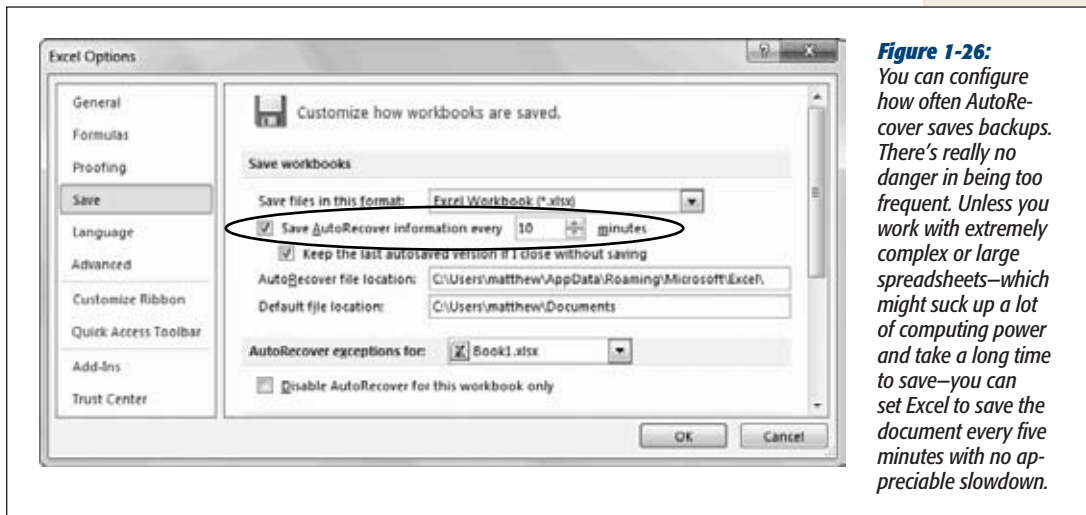 Excel Options
General
Formulas
Proofing
Save
Language
Advanced
Customize Ribbon
Quick Access Toolbar
Add-Ins
Trust Center
Customize how workbooks are saved.
Save workbooks
Save files in this format: Excel Workbook (*.xlsx)
Save AutoRecover information every 10 minutes
Keep the last autosaved version if I close without saving
AutoRecover file location: C:\Users\matthew\AppData\Roaming\Microsoft\Excel\
Default file location: C:\Users\matthew\Documents
AutoRecover exceptions for: Book1.xlsx
Disable AutoRecover for this workbook only
OK Cancel
Figure 1-26:
You can configure
how often AutoRe-
cover saves backups.
There's really no
danger in being too
frequent. Unless you
work with extremely
complex or large
spreadsheets—which
might suck up a lot
of computing power
and take a long time
to save—you can
set Excel to save the
document every five
minutes with no ap-
preciable slowdown.